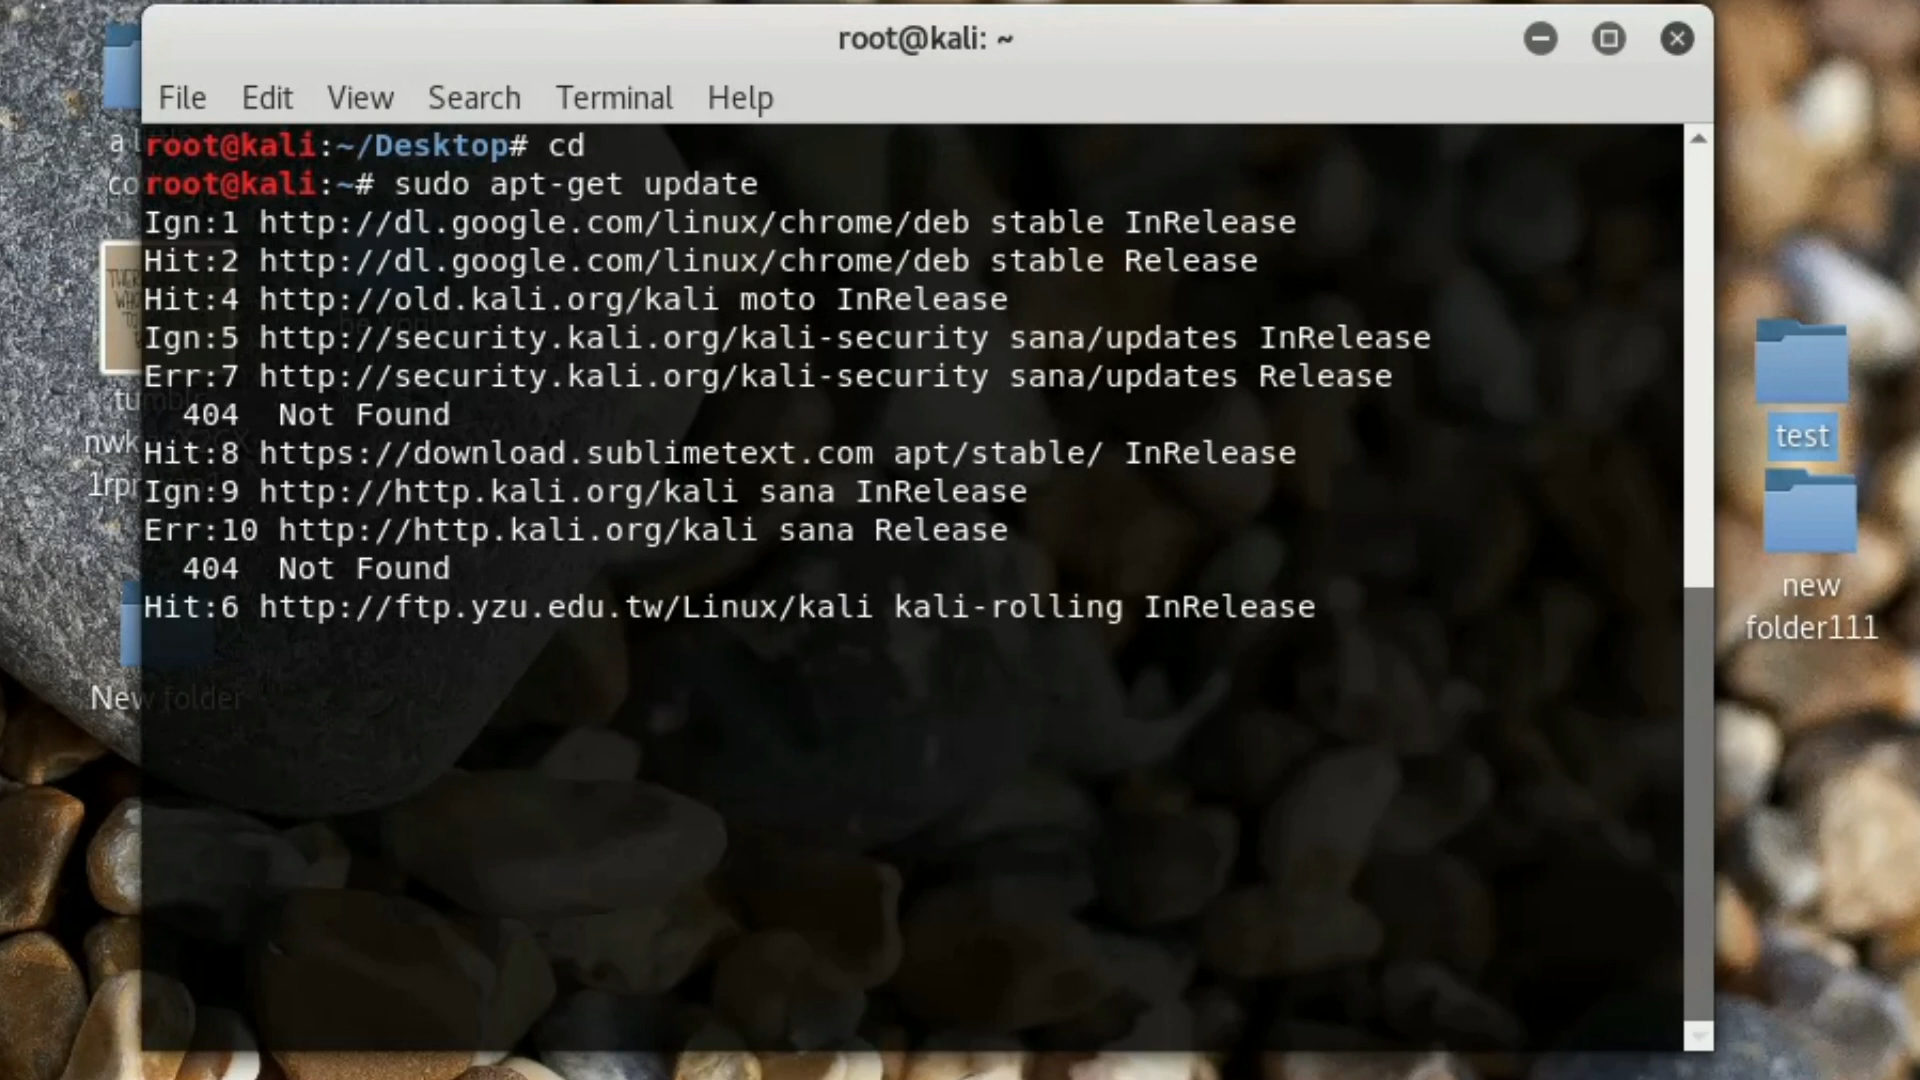 root@kali: ~
File Edit View Search Terminal Help
root@kali:~/Desktop# cd
root@kali:~# sudo apt-get update
Ign:1 http://dl.google.com/linux/chrome/deb stable InRelease
Hit:2 http://dl.google.com/linux/chrome/deb stable Release
Hit:4 http://old.kali.org/kali moto InRelease
Ign:5 http://security.kali.org/kali-security sana/updates InRelease
Err:7 http://security.kali.org/kali-security sana/updates Release
404 Not Found
Hit:8 https://download.sublimetext.com apt/stable/ InRelease
Ign:9 http://http.kali.org/kali sana InRelease
Err:10 http://http.kali.org/kali sana Release
404 Not Found
Hit:6 http://ftp.yzu.edu.tw/Linux/kali kali-rolling InRelease
New folder
test
new
folder111